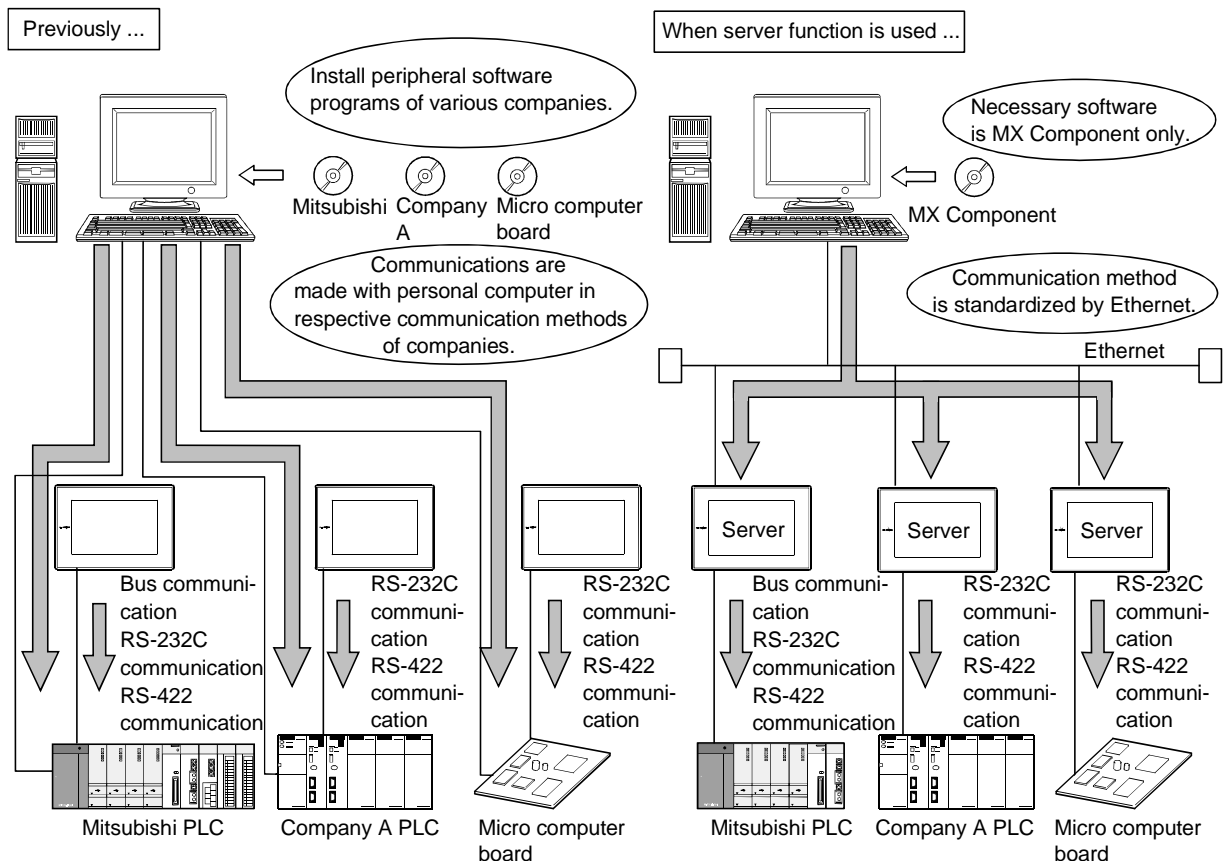 Previously ...
Install peripheral software
programs of various companies.
Mitsubishi
Company
A
Micro computer
board
Communications are
made with personal computer in
respective communication methods
of companies.
Bus communi-
cation
RS-232C
communication
RS-422
communication
RS-232C
communi-
cation
RS-422
communi-
cation
RS-232C
communi-
cation
RS-422
communi-
cation
Mitsubishi PLC
Company A PLC
Micro computer
board
When server function is used ...
Necessary software
is MX Component only.
MX Component
Communication method
is standardized by Ethernet.
Ethernet
Server
Server
Server
Bus communi-
cation
RS-232C
communication
RS-422
communication
RS-232C
communi-
cation
RS-422
communi-
cation
RS-232C
communi-
cation
RS-422
communi-
cation
Mitsubishi PLC
Company A PLC
Micro computer
board